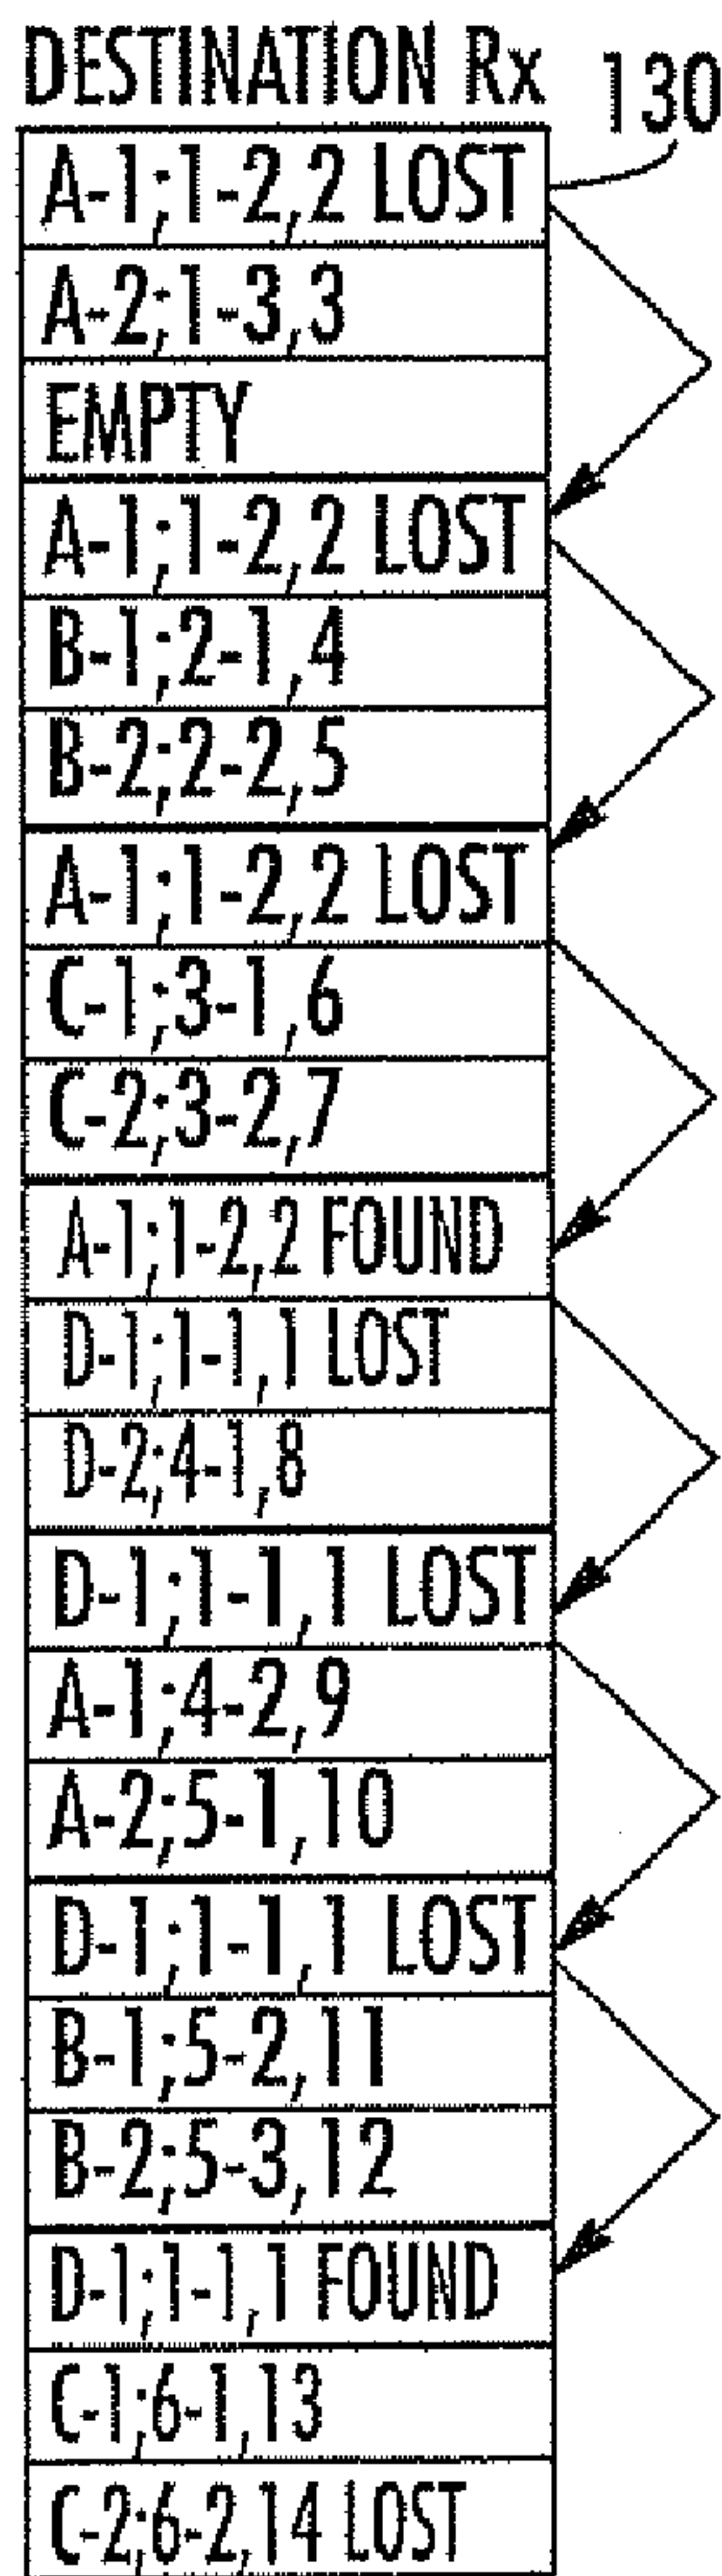 DESTINATION Rx 130
A-1;1-2,2 LOST
A-2;1-3,3
EMPTY
A-1;1-2,2 LOST
B-1;2-1,4
B-2;2-2,5
A-1;1-2,2 LOST
C-1;3-1,6
C-2;3-2,7
A-1;1-2,2 FOUND
D-1;1-1,1 LOST
D-2;4-1,8
D-1;1-1,1 LOST
A-1;4-2,9
A-2;5-1,10
D-1;1-1,1 LOST
B-1;5-2,11
B-2;5-3,12
D-1;1-1,1 FOUND
C-1;6-1,13
C-2;6-2,14 LOST